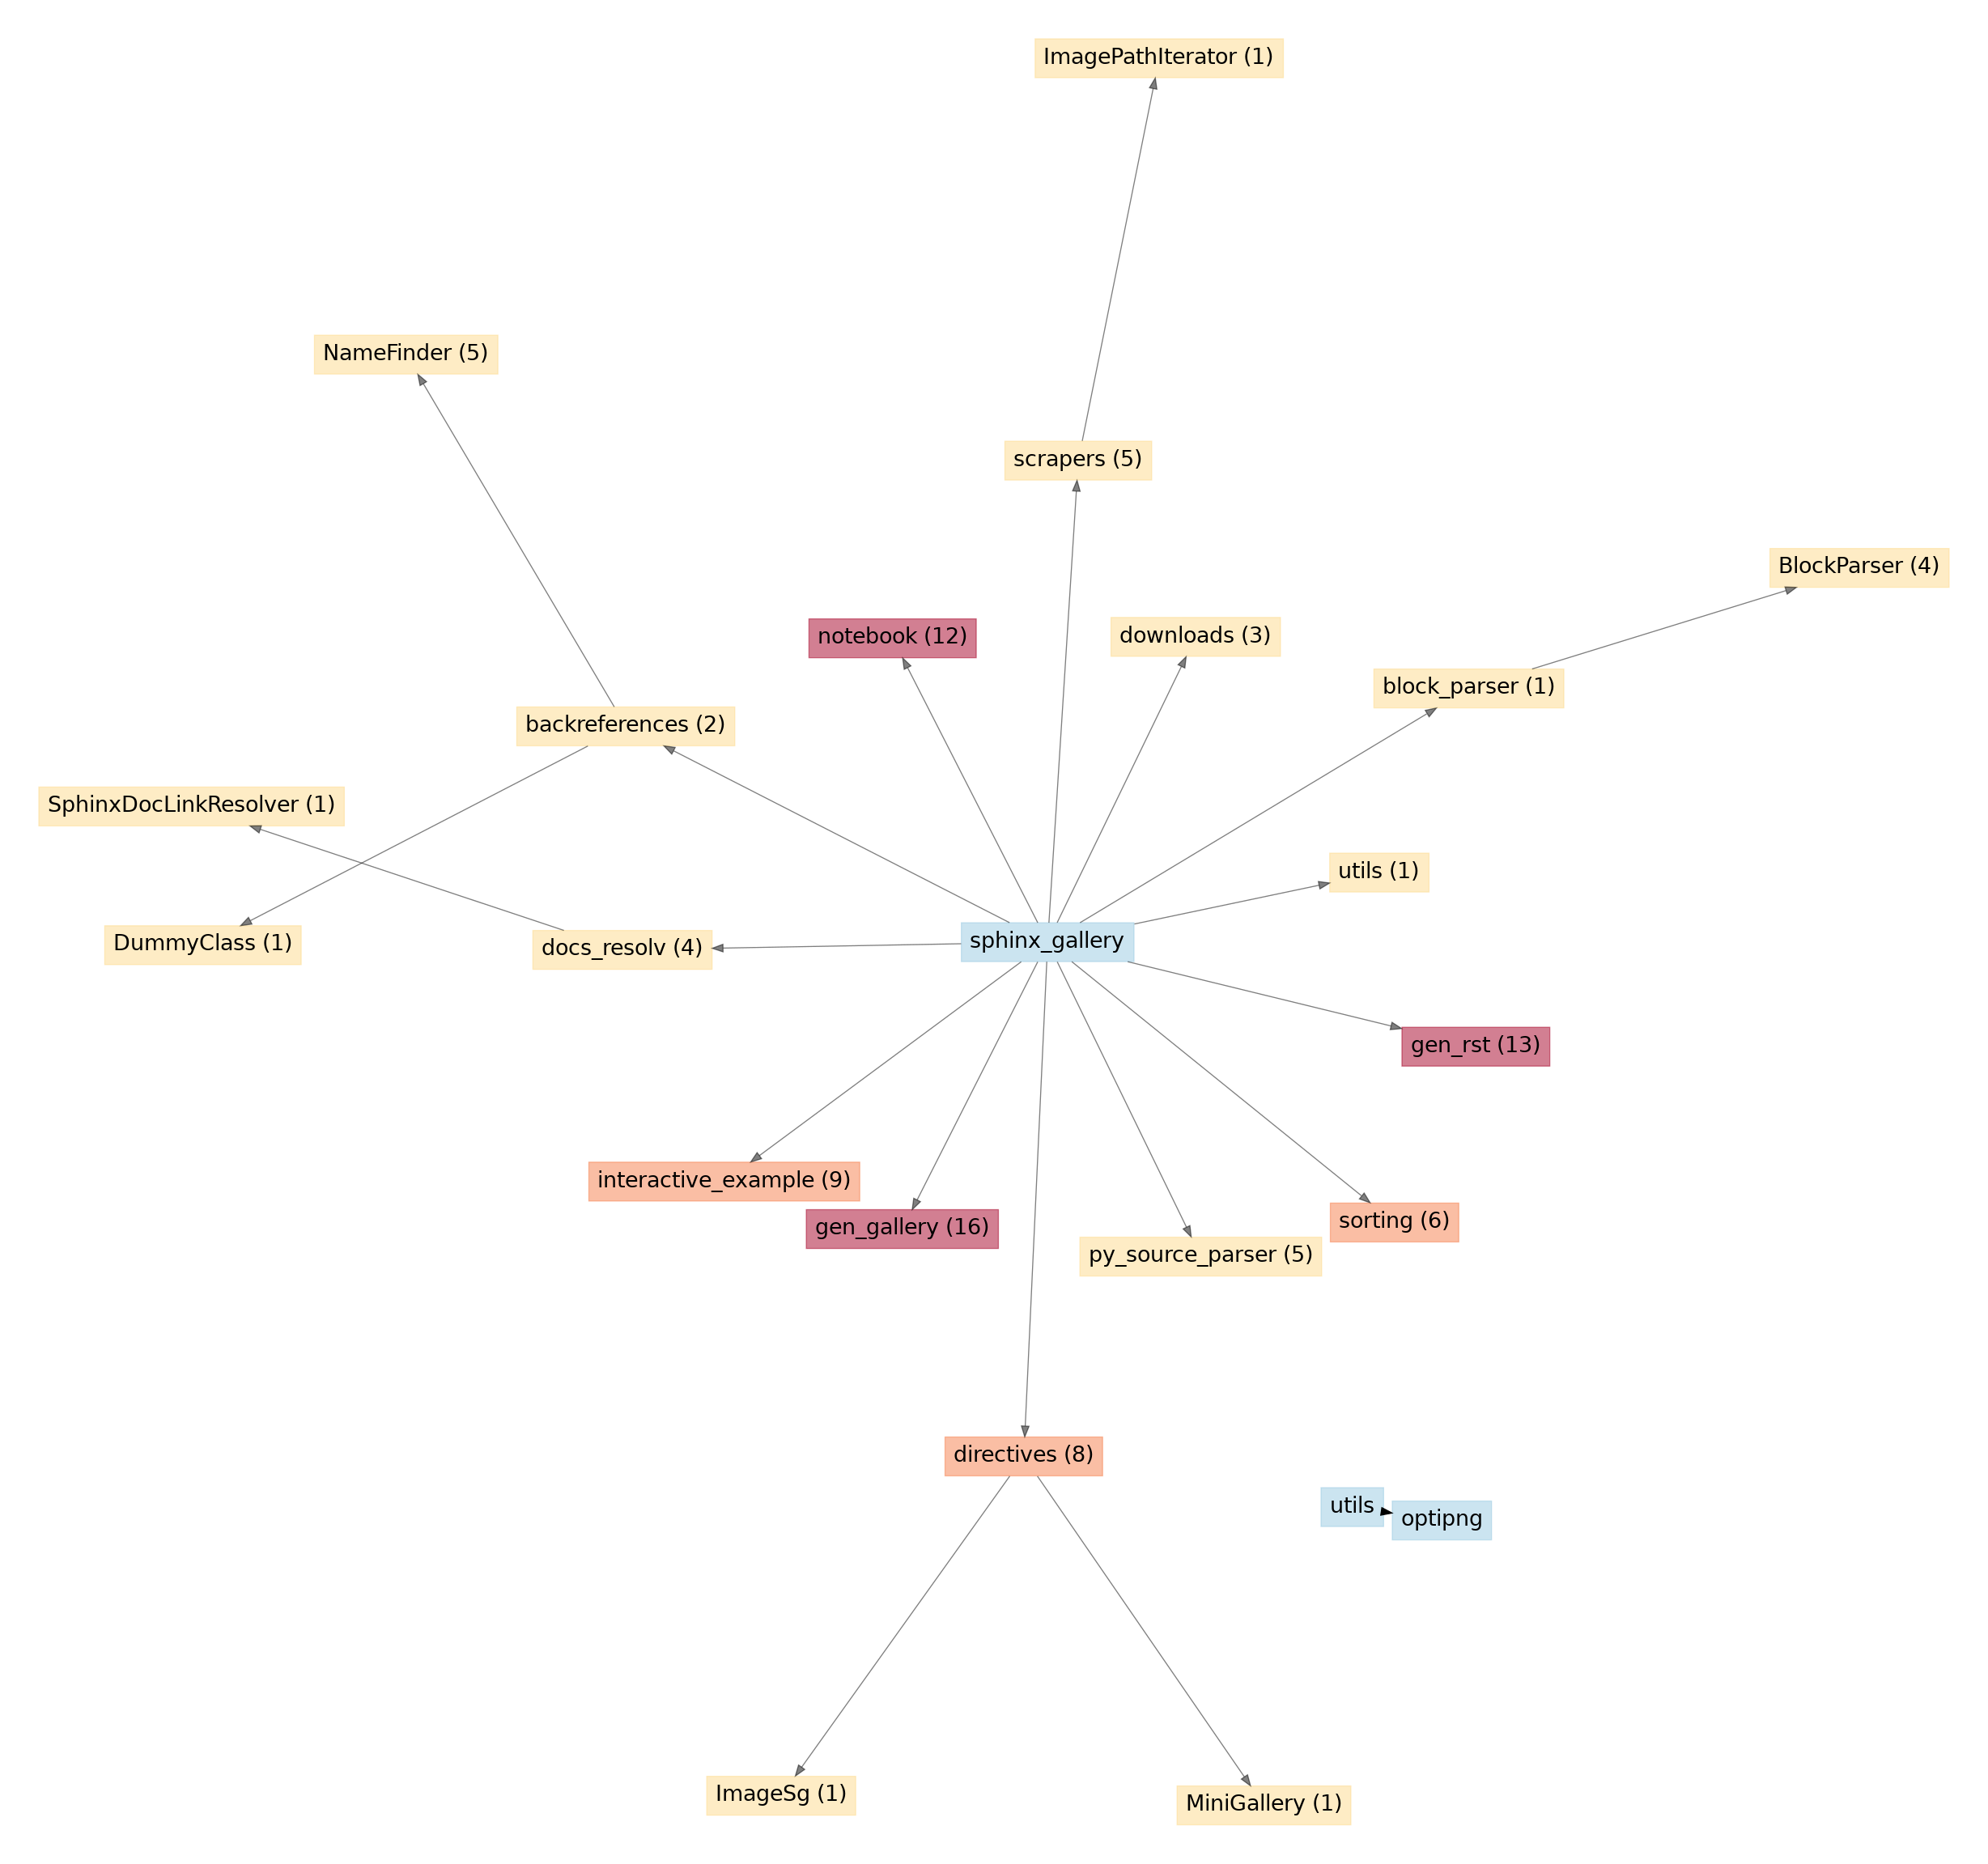 ImagePathIterator (1)
NameFinder (5)
scrapers (5)
BlockParser (4)
notebook (12)
downloads (3)
block_parser (1)
backreferences (2)
SphinxDocLinkResolver (1)
utils (1)
DummyClass (1)
docs_resolv (4)
sphinx_gallery
gen_rst (13)
interactive_example (9)
gen_gallery (16)
sorting (6)
py_source_parser (5)
directives (8)
utils
optipng
ImageSg (1)
MiniGallery (1)